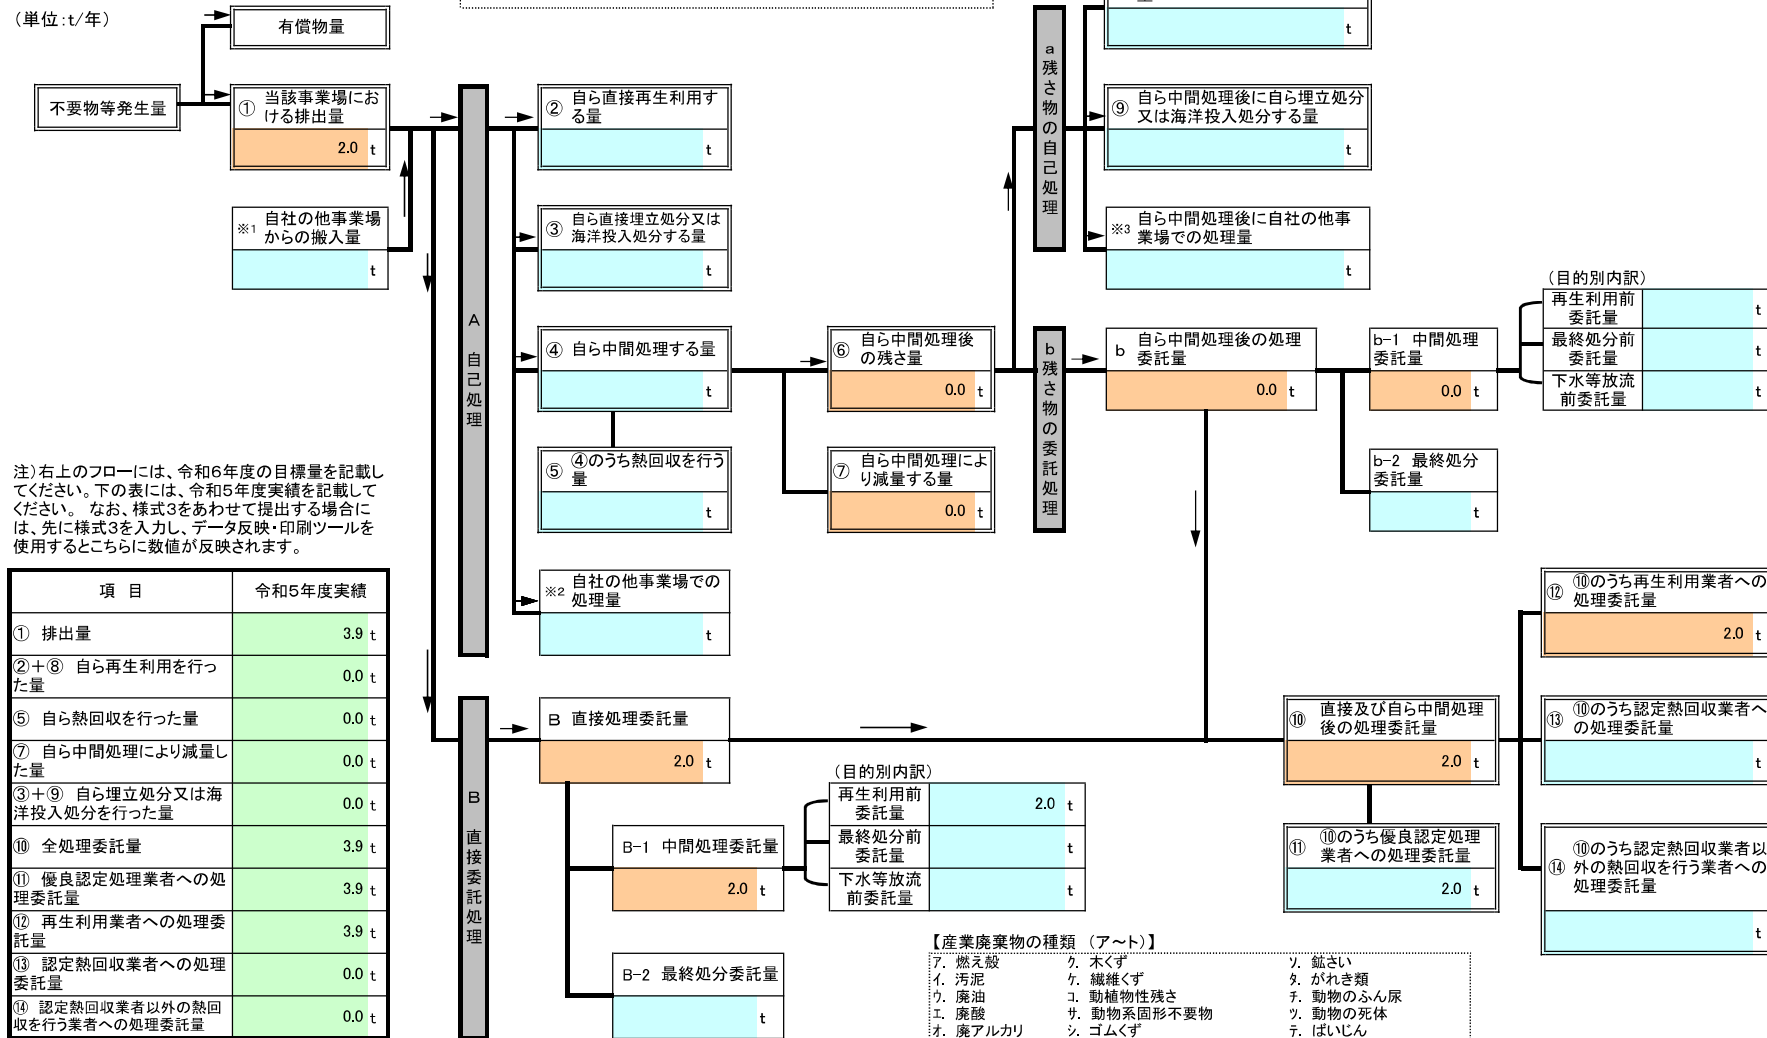 (単位:t/年)
有償物量
不要物等発生量
① 当該事業場にお
ける排出量
2.0 t
※1 自社の他事業場
からの搬入量
t
A 自己処理
② 自ら直接再生利用す
る量
t
③ 自ら直接埋立処分又は
海洋投入処分する量
t
④ 自ら中間処理する量
t
⑤ ④のうち熱回収を行う
量
t
※2 自社の他事業場での
処理量
t
⑥ 自ら中間処理後
の残さ量
0.0 t
⑦ 自ら中間処理によ
り減量する量
0.0 t
a 残さ物の自己処理
t
⑨ 自ら中間処理後に自ら埋立処分
又は海洋投入処分する量
t
※3 自ら中間処理後に自社の他事
業場での処理量
t
b 残さ物の委託処理
b 自ら中間処理後の処理
委託量
0.0 t
b-1 中間処理
委託量
0.0 t
(目的別内訳)
再生利用前
委託量
t
最終処分前
委託量
t
下水等放流
前委託量
t
b-2 最終処分
委託量
t
注)右上のフローには、令和6年度の目標量を記載し
てください。下の表には、令和5年度実績を記載して
ください。 なお、様式3をあわせて提出する場合に
は、先に様式3を入力し、データ反映・印刷ツールを
使用するとこちらに数値が反映されます。
項 目 令和5年度実績
① 排出量 3.9 t
②+⑧ 自ら再生利用を行っ
た量 0.0 t
⑤ 自ら熱回収を行った量 0.0 t
⑦ 自ら中間処理により減量し
た量 0.0 t
③+⑨ 自ら埋立処分又は海
洋投入処分を行った量 0.0 t
⑩ 全処理委託量 3.9 t
⑪ 優良認定処理業者への処
理委託量 3.9 t
⑫ 再生利用業者への処理委
託量 3.9 t
⑬ 認定熱回収業者への処理
委託量 0.0 t
⑭ 認定熱回収業者以外の熱回
収を行う業者への処理委託量 0.0 t
B 直接委託処理
B 直接処理委託量
2.0 t
B-1 中間処理委託量
2.0 t
(目的別内訳)
再生利用前
委託量
2.0 t
最終処分前
委託量
t
下水等放流
前委託量
t
B-2 最終処分委託量
t
⑩ 直接及び自ら中間処理
後の処理委託量
2.0 t
⑪ ⑩のうち優良認定処理
業者への処理委託量
2.0 t
⑫ ⑩のうち再生利用業者への
処理委託量
2.0 t
⑬ ⑩のうち認定熱回収業者へ
の処理委託量
t
⑭ ⑩のうち認定熱回収業者以
外の熱回収を行う業者への
処理委託量
t
【産業廃棄物の種類 (ア~ト)】
ア. 燃え殻 ク. 木くず ソ. 鉱さい
イ. 汚泥 ケ. 繊維くず タ. がれき類
ウ. 廃油 コ. 動植物性残さ チ. 動物のふん尿
エ. 廃酸 サ. 動物系固形不要物 ツ. 動物の死体
オ. 廃アルカリ シ. ゴムくず テ. ばいじん